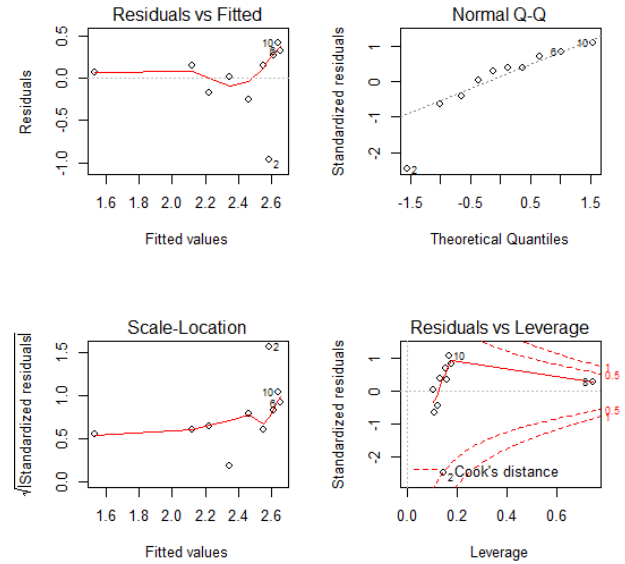 Residuals vs Fitted
Residuals
0.5
0.0
-0.5
-1.0
10
6
2
1.6 1.8 2.0 2.2 2.4 2.6
Fitted values
Normal Q-Q
Standardized residuals
1
0
-1
-2
6
10
2
-1.5 -0.5 0.5 1.5
Theoretical Quantiles
Scale-Location
√|Standardized residuals|
1.5
1.0
0.5
0.0
2
10
6
1.6 1.8 2.0 2.2 2.4 2.6
Fitted values
Residuals vs Leverage
Standardized residuals
1
0
-1
-2
10
1
0.5
0.5
1
2
Cook's distance
0.0 0.2 0.4 0.6
Leverage